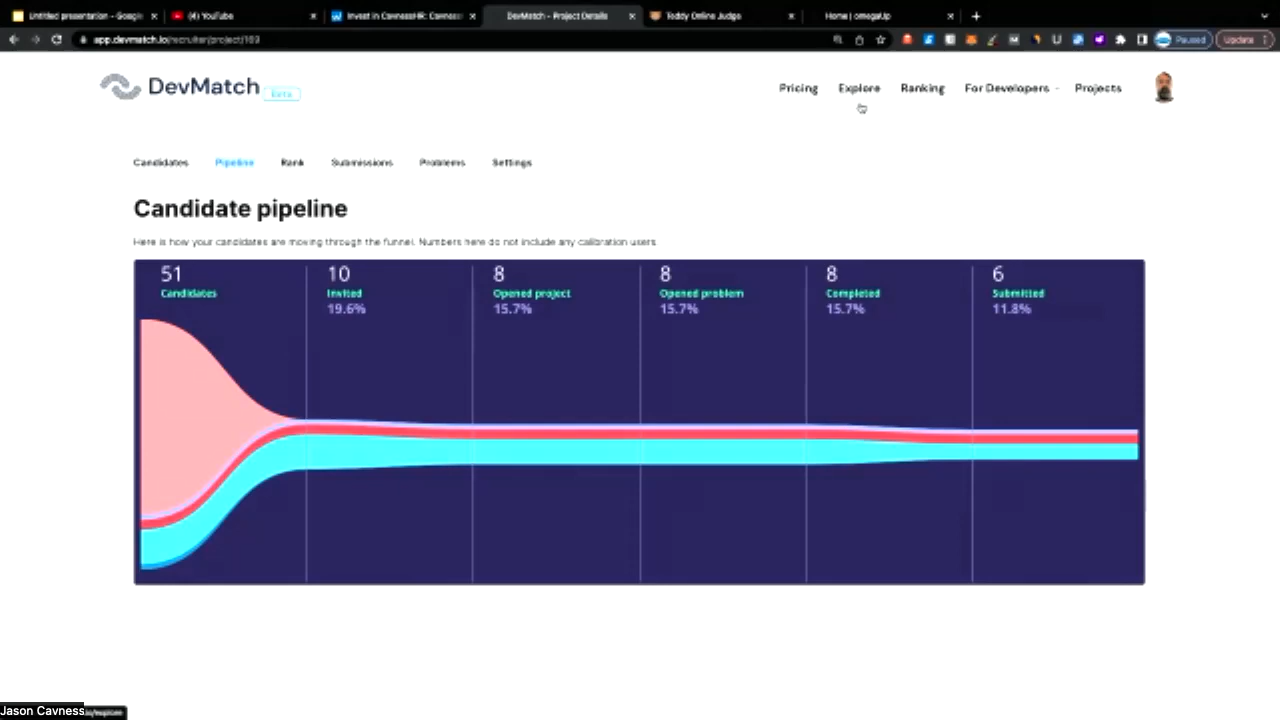 Untitled presentation - Googl
(4) YouTube
Invest in CavnessHR: Cavness
DevMatch - Project Details
Teddy Online Judge
Home | omegaUp
app.devmatch.io/recruiter/project/169
Paused
Update
DevMatch
Beta
Pricing
Explore
Ranking
For Developers
Projects
Candidates
Pipeline
Rank
Submissions
Problems
Settings
Candidate pipeline
Here is how your candidates are moving through the funnel. Numbers here do not include any calibration users.
51
Candidates
10
Invited
19.6%
8
Opened project
15.7%
8
Opened problem
15.7%
8
Completed
15.7%
6
Submitted
11.8%
Jason Cavness